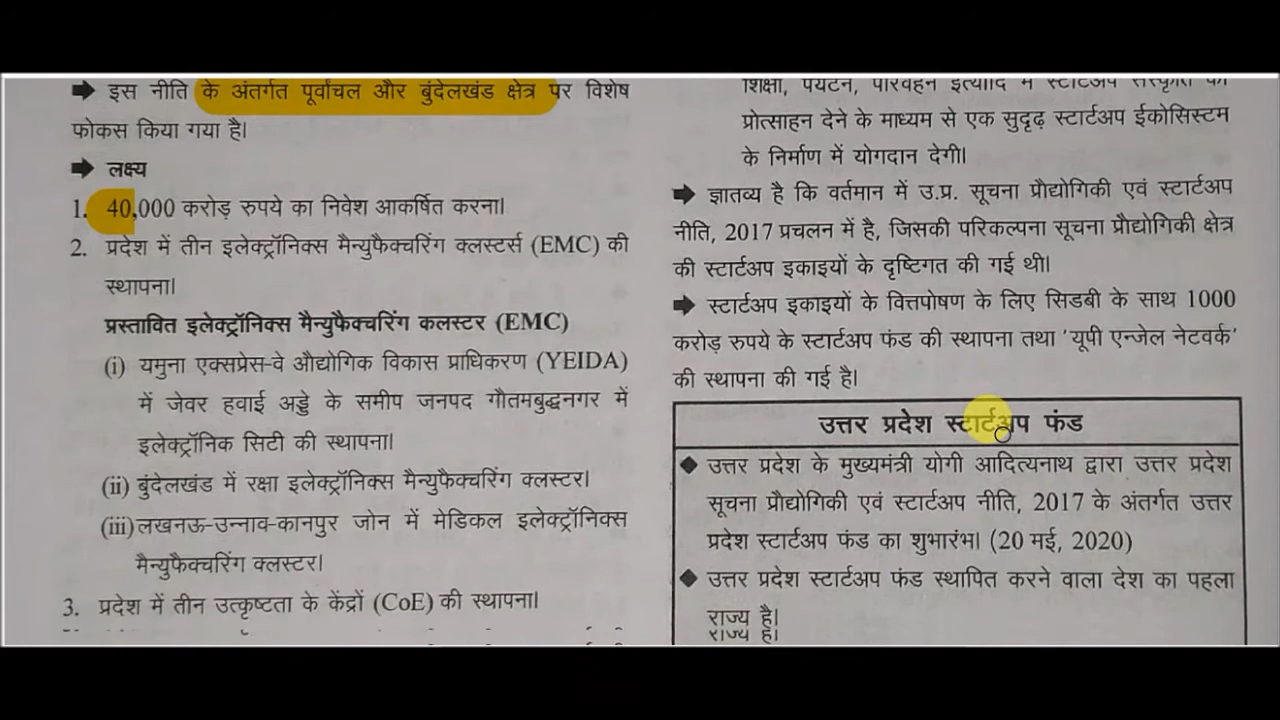 ➡ इस नीति के अंतर्गत पूर्वांचल और बुंदेलखंड क्षेत्र पर विशेष
फोकस किया गया है।
➡ लक्ष्य
1. 40,000 करोड़ रुपये का निवेश आकर्षित करना।
2. प्रदेश में तीन इलेक्ट्रॉनिक्स मैन्युफैक्चरिंग क्लस्टर्स (EMC) की
स्थापना।
प्रस्तावित इलेक्ट्रॉनिक्स मैन्युफैक्चरिंग कलस्टर (EMC)
(i) यमुना एक्सप्रेस-वे औद्योगिक विकास प्राधिकरण (YEIDA)
में जेवर हवाई अड्डे के समीप जनपद गौतमबुद्धनगर में
इलेक्ट्रॉनिक सिटी की स्थापना।
(ii) बुंदेलखंड में रक्षा इलेक्ट्रॉनिक्स मैन्युफैक्चरिंग क्लस्टर।
(iii) लखनऊ-उन्नाव-कानपुर जोन में मेडिकल इलेक्ट्रॉनिक्स
मैन्युफैक्चरिंग क्लस्टर।
3. प्रदेश में तीन उत्कृष्टता के केंद्रों (CoE) की स्थापना।
शिक्षा, पर्यटन, परिवहन इत्यादि में स्टार्टअप संस्कृति को
प्रोत्साहन देने के माध्यम से एक सुदृढ़ स्टार्टअप ईकोसिस्टम
के निर्माण में योगदान देगी।
➡ ज्ञातव्य है कि वर्तमान में उ.प्र. सूचना प्रौद्योगिकी एवं स्टार्टअप
नीति, 2017 प्रचलन में है, जिसकी परिकल्पना सूचना प्रौद्योगिकी क्षेत्र
की स्टार्टअप इकाइयों के दृष्टिगत की गई थी।
➡ स्टार्टअप इकाइयों के वित्तपोषण के लिए सिडबी के साथ 1000
करोड़ रुपये के स्टार्टअप फंड की स्थापना तथा 'यूपी एन्जेल नेटवर्क'
की स्थापना की गई है।
उत्तर प्रदेश स्टार्टअप फंड
◆ उत्तर प्रदेश के मुख्यमंत्री योगी आदित्यनाथ द्वारा उत्तर प्रदेश
सूचना प्रौद्योगिकी एवं स्टार्टअप नीति, 2017 के अंतर्गत उत्तर
प्रदेश स्टार्टअप फंड का शुभारंभ। (20 मई, 2020)
◆ उत्तर प्रदेश स्टार्टअप फंड स्थापित करने वाला देश का पहला
राज्य है।
राज्य है।